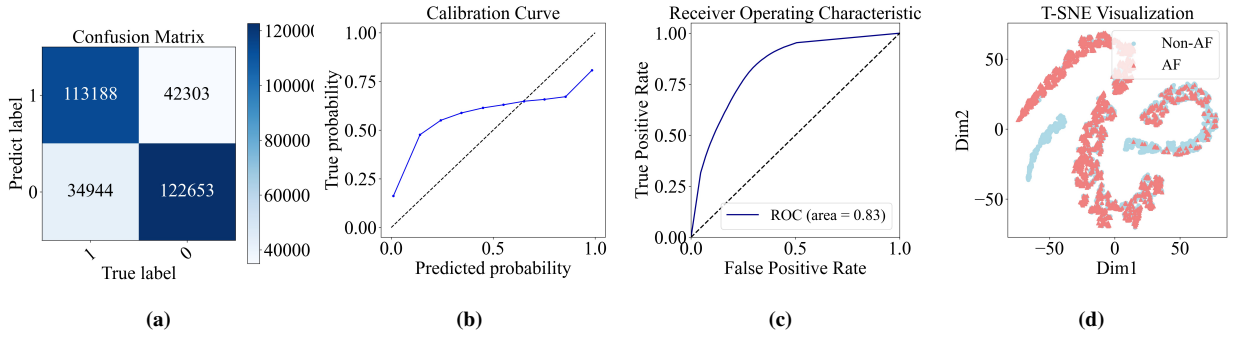 Confusion Matrix
Predict label
1
0
113188
42303
34944
122653
1
0
True label
120000
100000
80000
60000
40000
(a)
Calibration Curve
True probability
1.00
0.75
0.50
0.25
0.00
0.0
0.5
1.0
Predicted probability
(b)
Receiver Operating Characteristic
True Positive Rate
1.00
0.75
0.50
0.25
0.00
ROC (area = 0.83)
0.0
0.5
1.0
False Positive Rate
(c)
T-SNE Visualization
Non-AF
AF
Dim2
50
0
−50
−50
0
50
Dim1
(d)